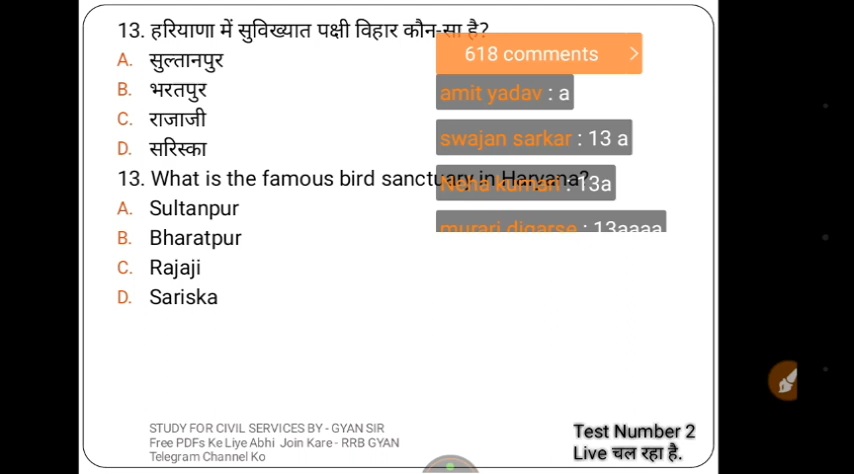 13. हरियाणा में सुविख्यात पक्षी विहार कौन-सा है?
A. सुल्तानपुर
B. भरतपुर
C. राजाजी
D. सरिस्का
13. What is the famous bird sanctuary in Haryana?
A. Sultanpur
B. Bharatpur
C. Rajaji
D. Sariska
618 comments
amit yadav : a
swajan sarkar : 13 a
Neha kumari : 13a
murari digarse : 13aaaa
STUDY FOR CIVIL SERVICES BY - GYAN SIR
Free PDFs Ke Liye Abhi Join Kare - RRB GYAN
Telegram Channel Ko
Test Number 2
Live चल रहा है.